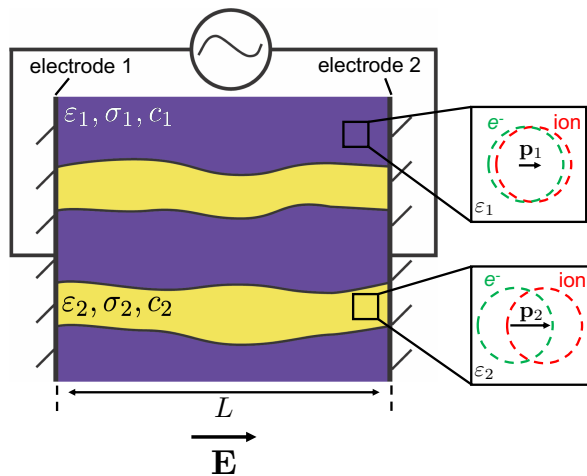 electrode 1
electrode 2
ε₁, σ₁, c₁
e⁻ ion
p₁
ε₁
ε₂, σ₂, c₂
e⁻ ion
p₂
ε₂
L
E